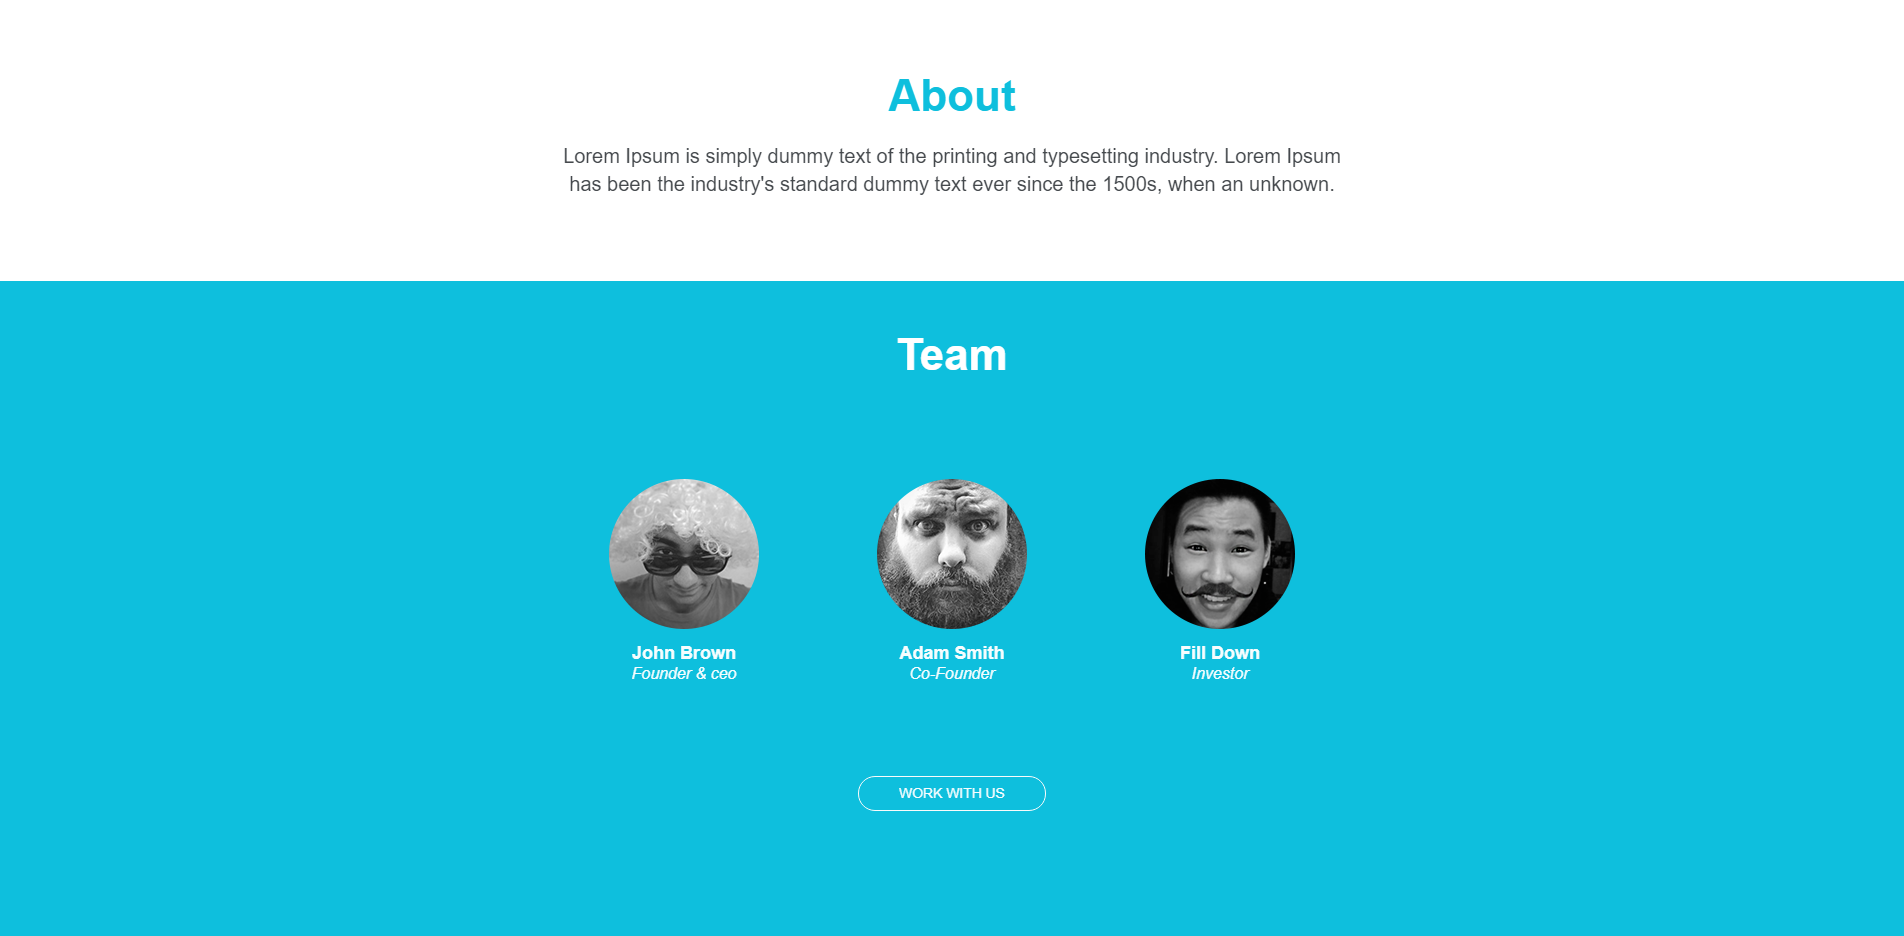 About
Lorem Ipsum is simply dummy text of the printing and typesetting industry. Lorem Ipsum
has been the industry's standard dummy text ever since the 1500s, when an unknown.
Team
John Brown
Founder & ceo
Adam Smith
Co-Founder
Fill Down
Investor
WORK WITH US